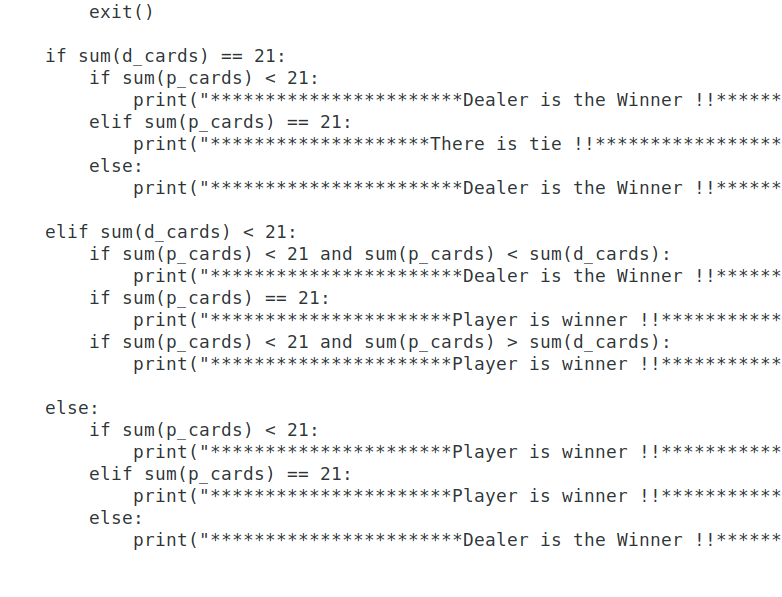 exit()
if sum(d_cards) == 21:
if sum(p_cards) < 21:
print("***********************Dealer is the Winner !!******
elif sum(p_cards) == 21:
print("********************There is tie !!*****************
else:
print("***********************Dealer is the Winner !!******
elif sum(d_cards) < 21:
if sum(p_cards) < 21 and sum(p_cards) < sum(d_cards):
print("***********************Dealer is the Winner !!******
if sum(p_cards) == 21:
print("**********************Player is winner !!***********
if sum(p_cards) < 21 and sum(p_cards) > sum(d_cards):
print("**********************Player is winner !!***********
else:
if sum(p_cards) < 21:
print("**********************Player is winner !!***********
elif sum(p_cards) == 21:
print("**********************Player is winner !!***********
else:
print("***********************Dealer is the Winner !!******